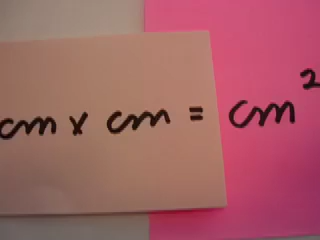 cm x cm = cm²